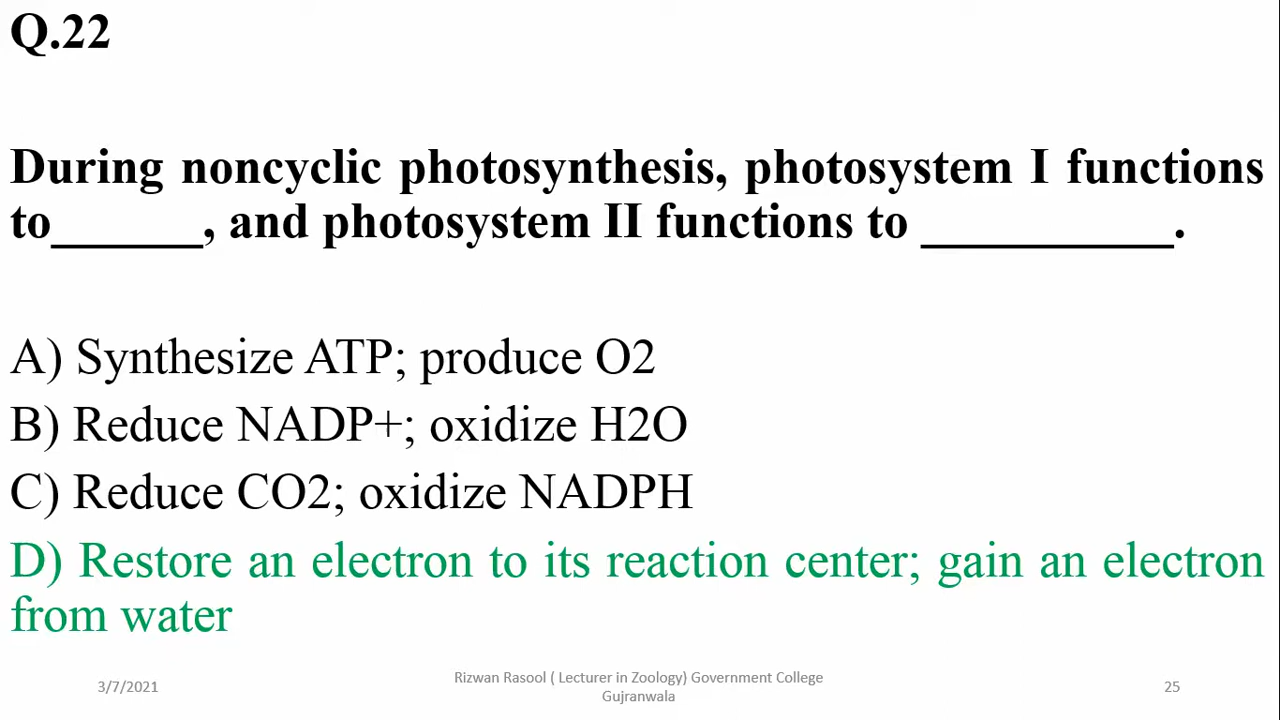 Q.22
During noncyclic photosynthesis, photosystem I functions
to______, and photosystem II functions to __________.
A) Synthesize ATP; produce O2
B) Reduce NADP+; oxidize H2O
C) Reduce CO2; oxidize NADPH
D) Restore an electron to its reaction center; gain an electron
from water
3/7/2021
Rizwan Rasool ( Lecturer in Zoology) Government College
Gujranwala
25